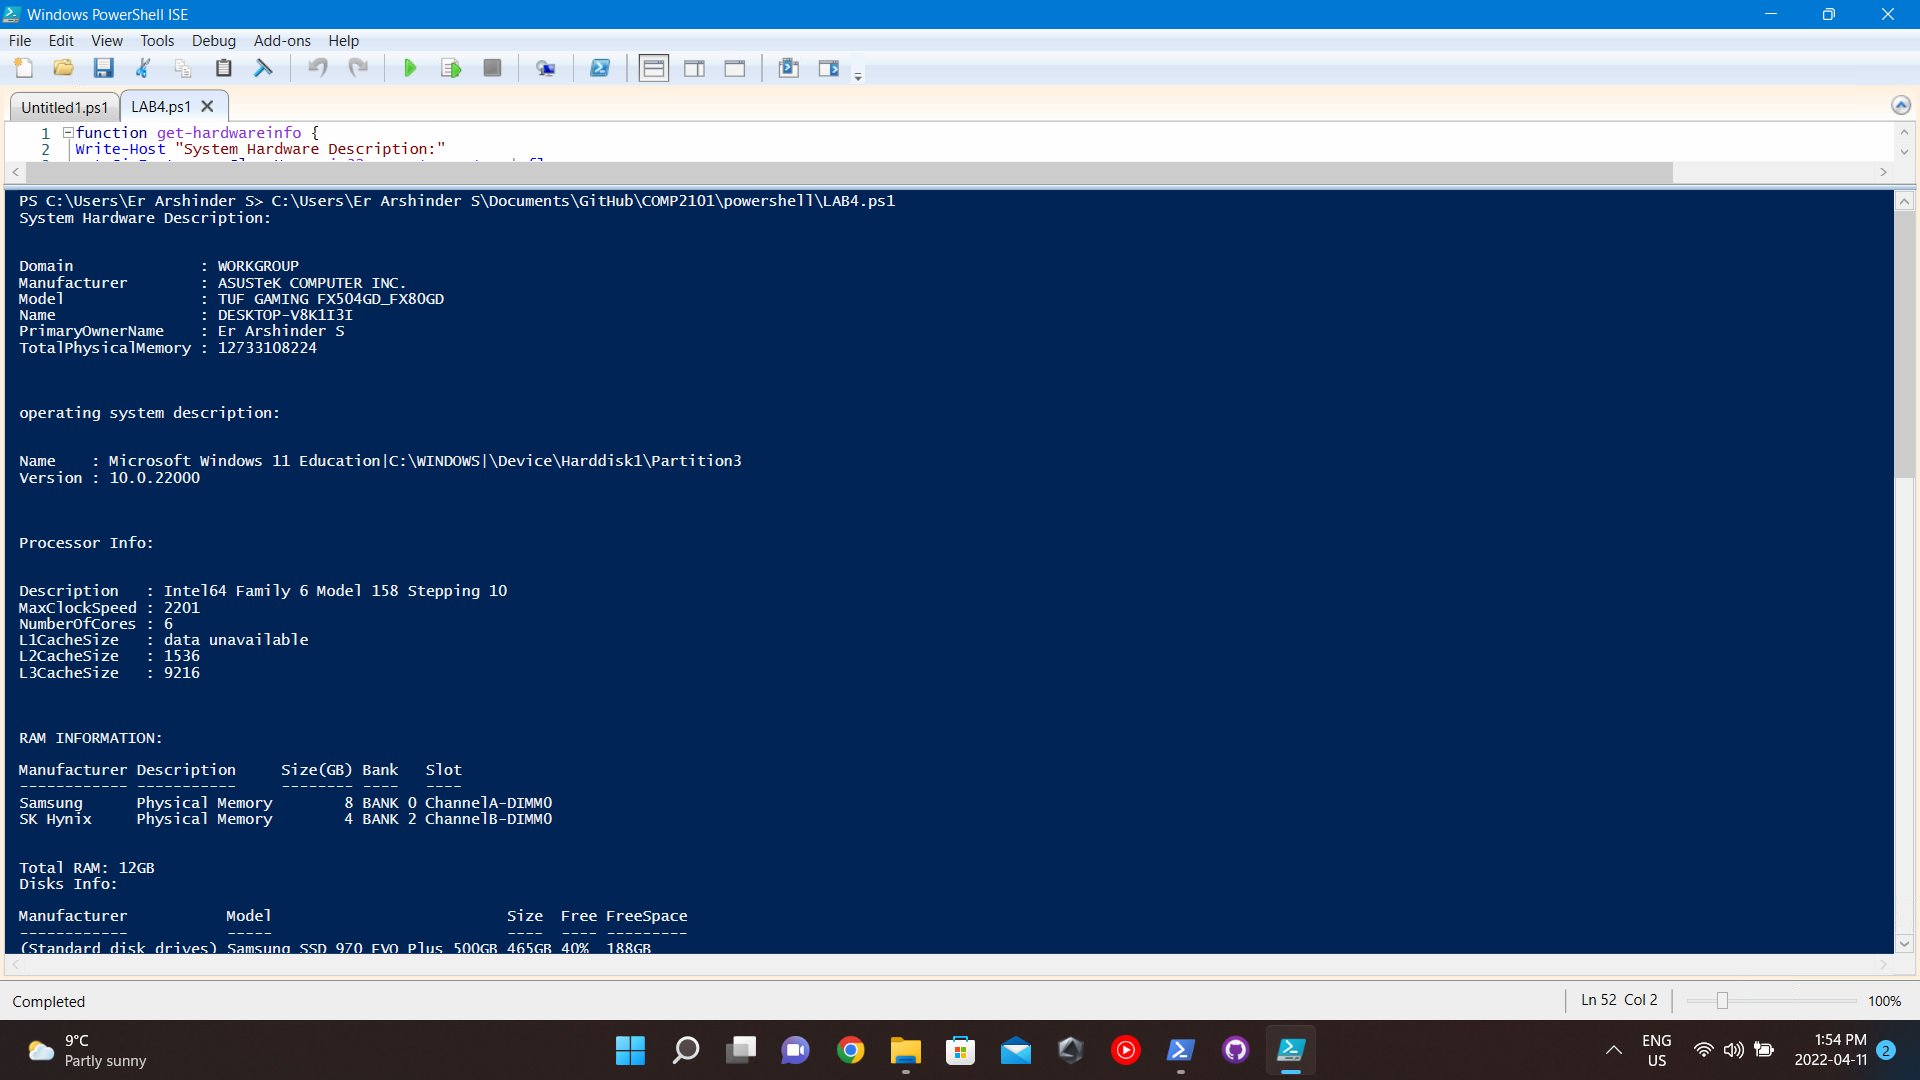 Windows PowerShell ISE
File Edit View Tools Debug Add-ons Help
Untitled1.ps1 LAB4.ps1
1 function get-hardwareinfo {
2 Write-Host "System Hardware Description:"
PS C:\Users\Er Arshinder S> C:\Users\Er Arshinder S\Documents\GitHub\COMP2101\powershell\LAB4.ps1
System Hardware Description:
Domain : WORKGROUP
Manufacturer : ASUSTeK COMPUTER INC.
Model : TUF GAMING FX504GD_FX80GD
Name : DESKTOP-V8K1I3I
PrimaryOwnerName : Er Arshinder S
TotalPhysicalMemory : 12733108224
operating system description:
Name : Microsoft Windows 11 Education|C:\WINDOWS|\Device\Harddisk1\Partition3
Version : 10.0.22000
Processor Info:
Description : Intel64 Family 6 Model 158 Stepping 10
MaxClockSpeed : 2201
NumberOfCores : 6
L1CacheSize : data unavailable
L2CacheSize : 1536
L3CacheSize : 9216
RAM INFORMATION:
Manufacturer Description Size(GB) Bank Slot
------------ ----------- -------- ---- ----
Samsung Physical Memory 8 BANK 0 ChannelA-DIMM0
SK Hynix Physical Memory 4 BANK 2 ChannelB-DIMM0
Total RAM: 12GB
Disks Info:
Manufacturer Model Size Free FreeSpace
------------ ----- ---- ---- ---------
(Standard disk drives) Samsung SSD 970 EVO Plus 500GB 465GB 40% 188GB
Completed
Ln 52 Col 2
100%
9°C
Partly sunny
ENG
US
1:54 PM
2022-04-11
2